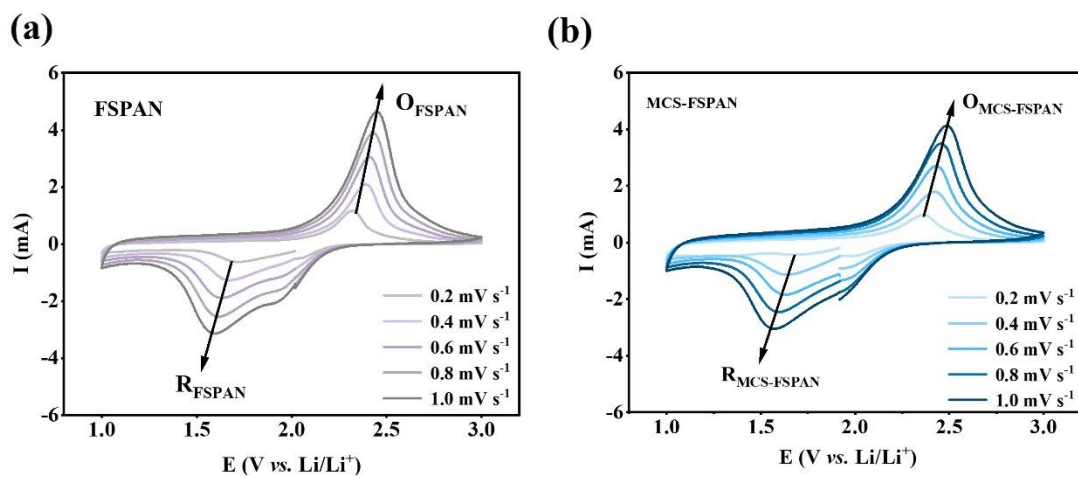 (a)
FSPAN
O_FSPAN
R_FSPAN
0.2 mV s⁻¹
0.4 mV s⁻¹
0.6 mV s⁻¹
0.8 mV s⁻¹
1.0 mV s⁻¹
6
4
2
0
-2
-4
-6
I (mA)
1.0 1.5 2.0 2.5 3.0
E (V vs. Li/Li⁺)
(b)
MCS-FSPAN
O_MCS-FSPAN
R_MCS-FSPAN
0.2 mV s⁻¹
0.4 mV s⁻¹
0.6 mV s⁻¹
0.8 mV s⁻¹
1.0 mV s⁻¹
6
4
2
0
-2
-4
-6
I (mA)
1.0 1.5 2.0 2.5 3.0
E (V vs. Li/Li⁺)